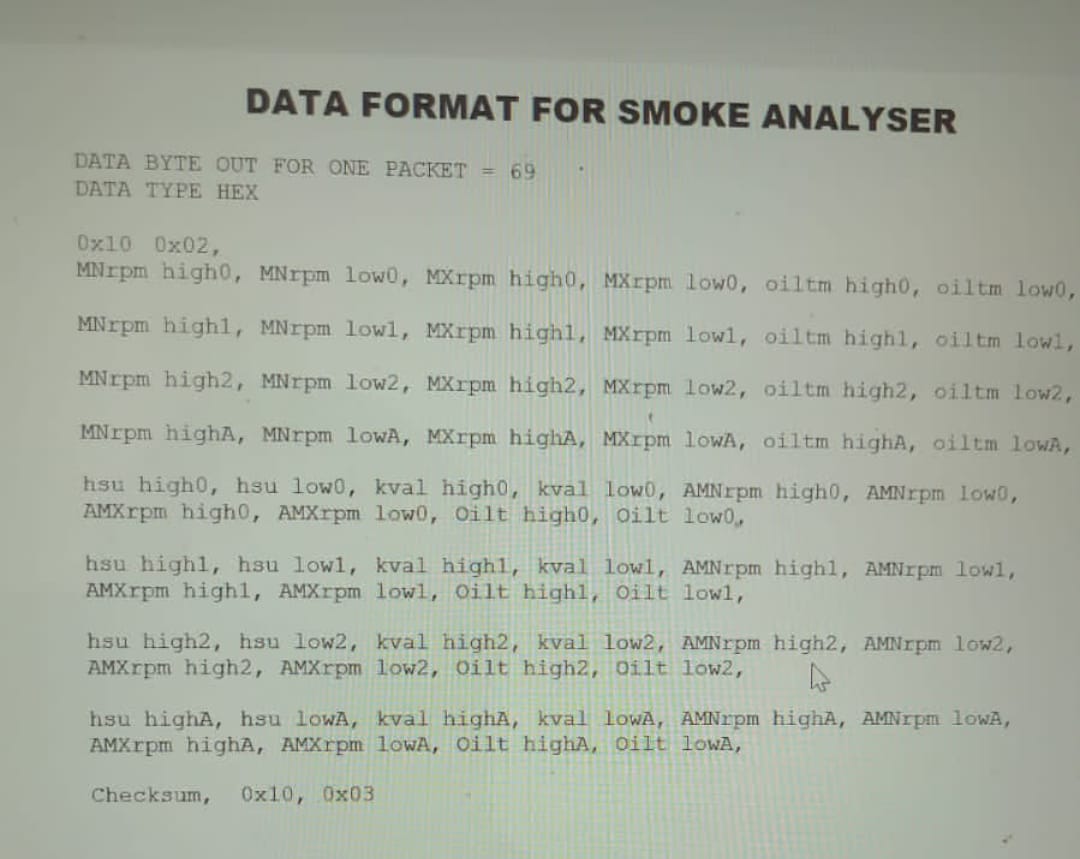 DATA FORMAT FOR SMOKE ANALYSER
DATA BYTE OUT FOR ONE PACKET = 69
DATA TYPE HEX
0x10 0x02,
MNrpm high0, MNrpm low0, MXrpm high0, MXrpm low0, oiltm high0, oiltm low0,
MNrpm high1, MNrpm low1, MXrpm high1, MXrpm low1, oiltm high1, oiltm low1,
MNrpm high2, MNrpm low2, MXrpm high2, MXrpm low2, oiltm high2, oiltm low2,
MNrpm highA, MNrpm lowA, MXrpm highA, MXrpm lowA, oiltm highA, oiltm lowA,
hsu high0, hsu low0, kval high0, kval low0, AMNrpm high0, AMNrpm low0,
AMXrpm high0, AMXrpm low0, Oilt high0, Oilt low0,
hsu high1, hsu low1, kval high1, kval low1, AMNrpm high1, AMNrpm low1,
AMXrpm high1, AMXrpm low1, Oilt high1, Oilt low1,
hsu high2, hsu low2, kval high2, kval low2, AMNrpm high2, AMNrpm low2,
AMXrpm high2, AMXrpm low2, Oilt high2, Oilt low2,
hsu highA, hsu lowA, kval highA, kval lowA, AMNrpm highA, AMNrpm lowA,
AMXrpm highA, AMXrpm lowA, Oilt highA, Oilt lowA,
Checksum, 0x10, 0x03